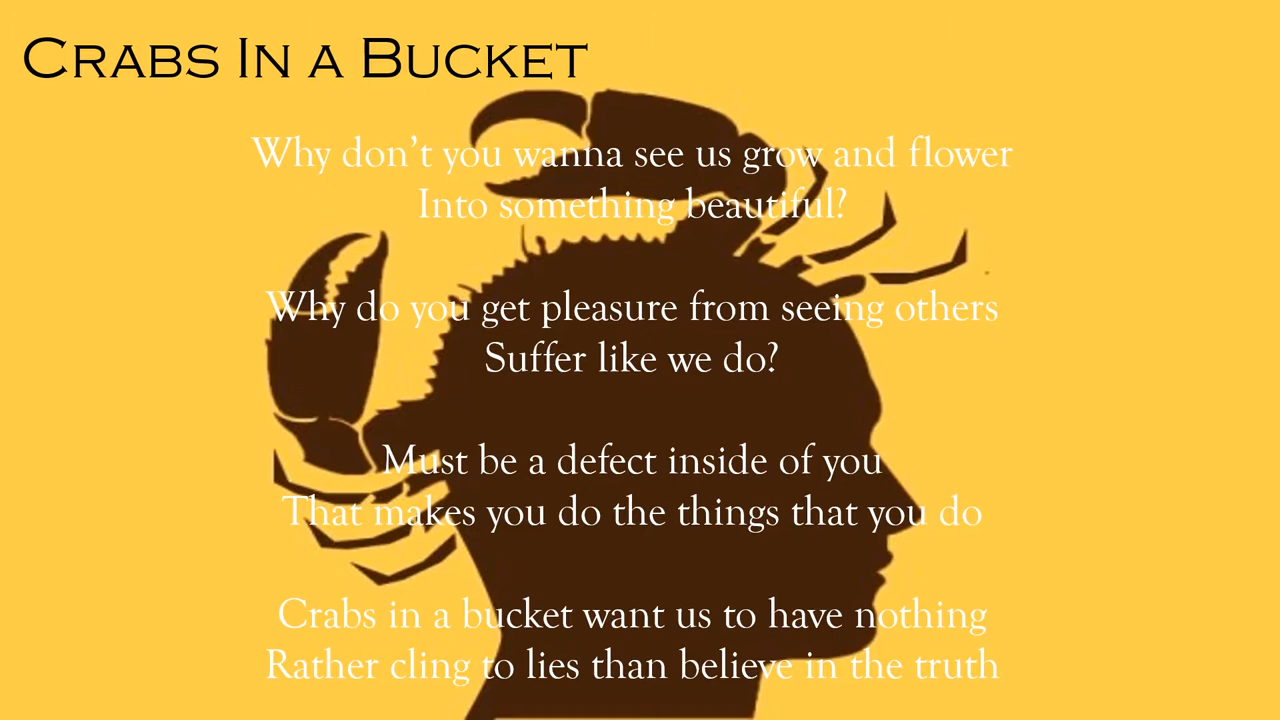 Crabs In a Bucket
Why don't you wanna see us grow and flower
Into something beautiful?
Why do you get pleasure from seeing others
Suffer like we do?
Must be a defect inside of you
That makes you do the things that you do
Crabs in a bucket want us to have nothing
Rather cling to lies than believe in the truth